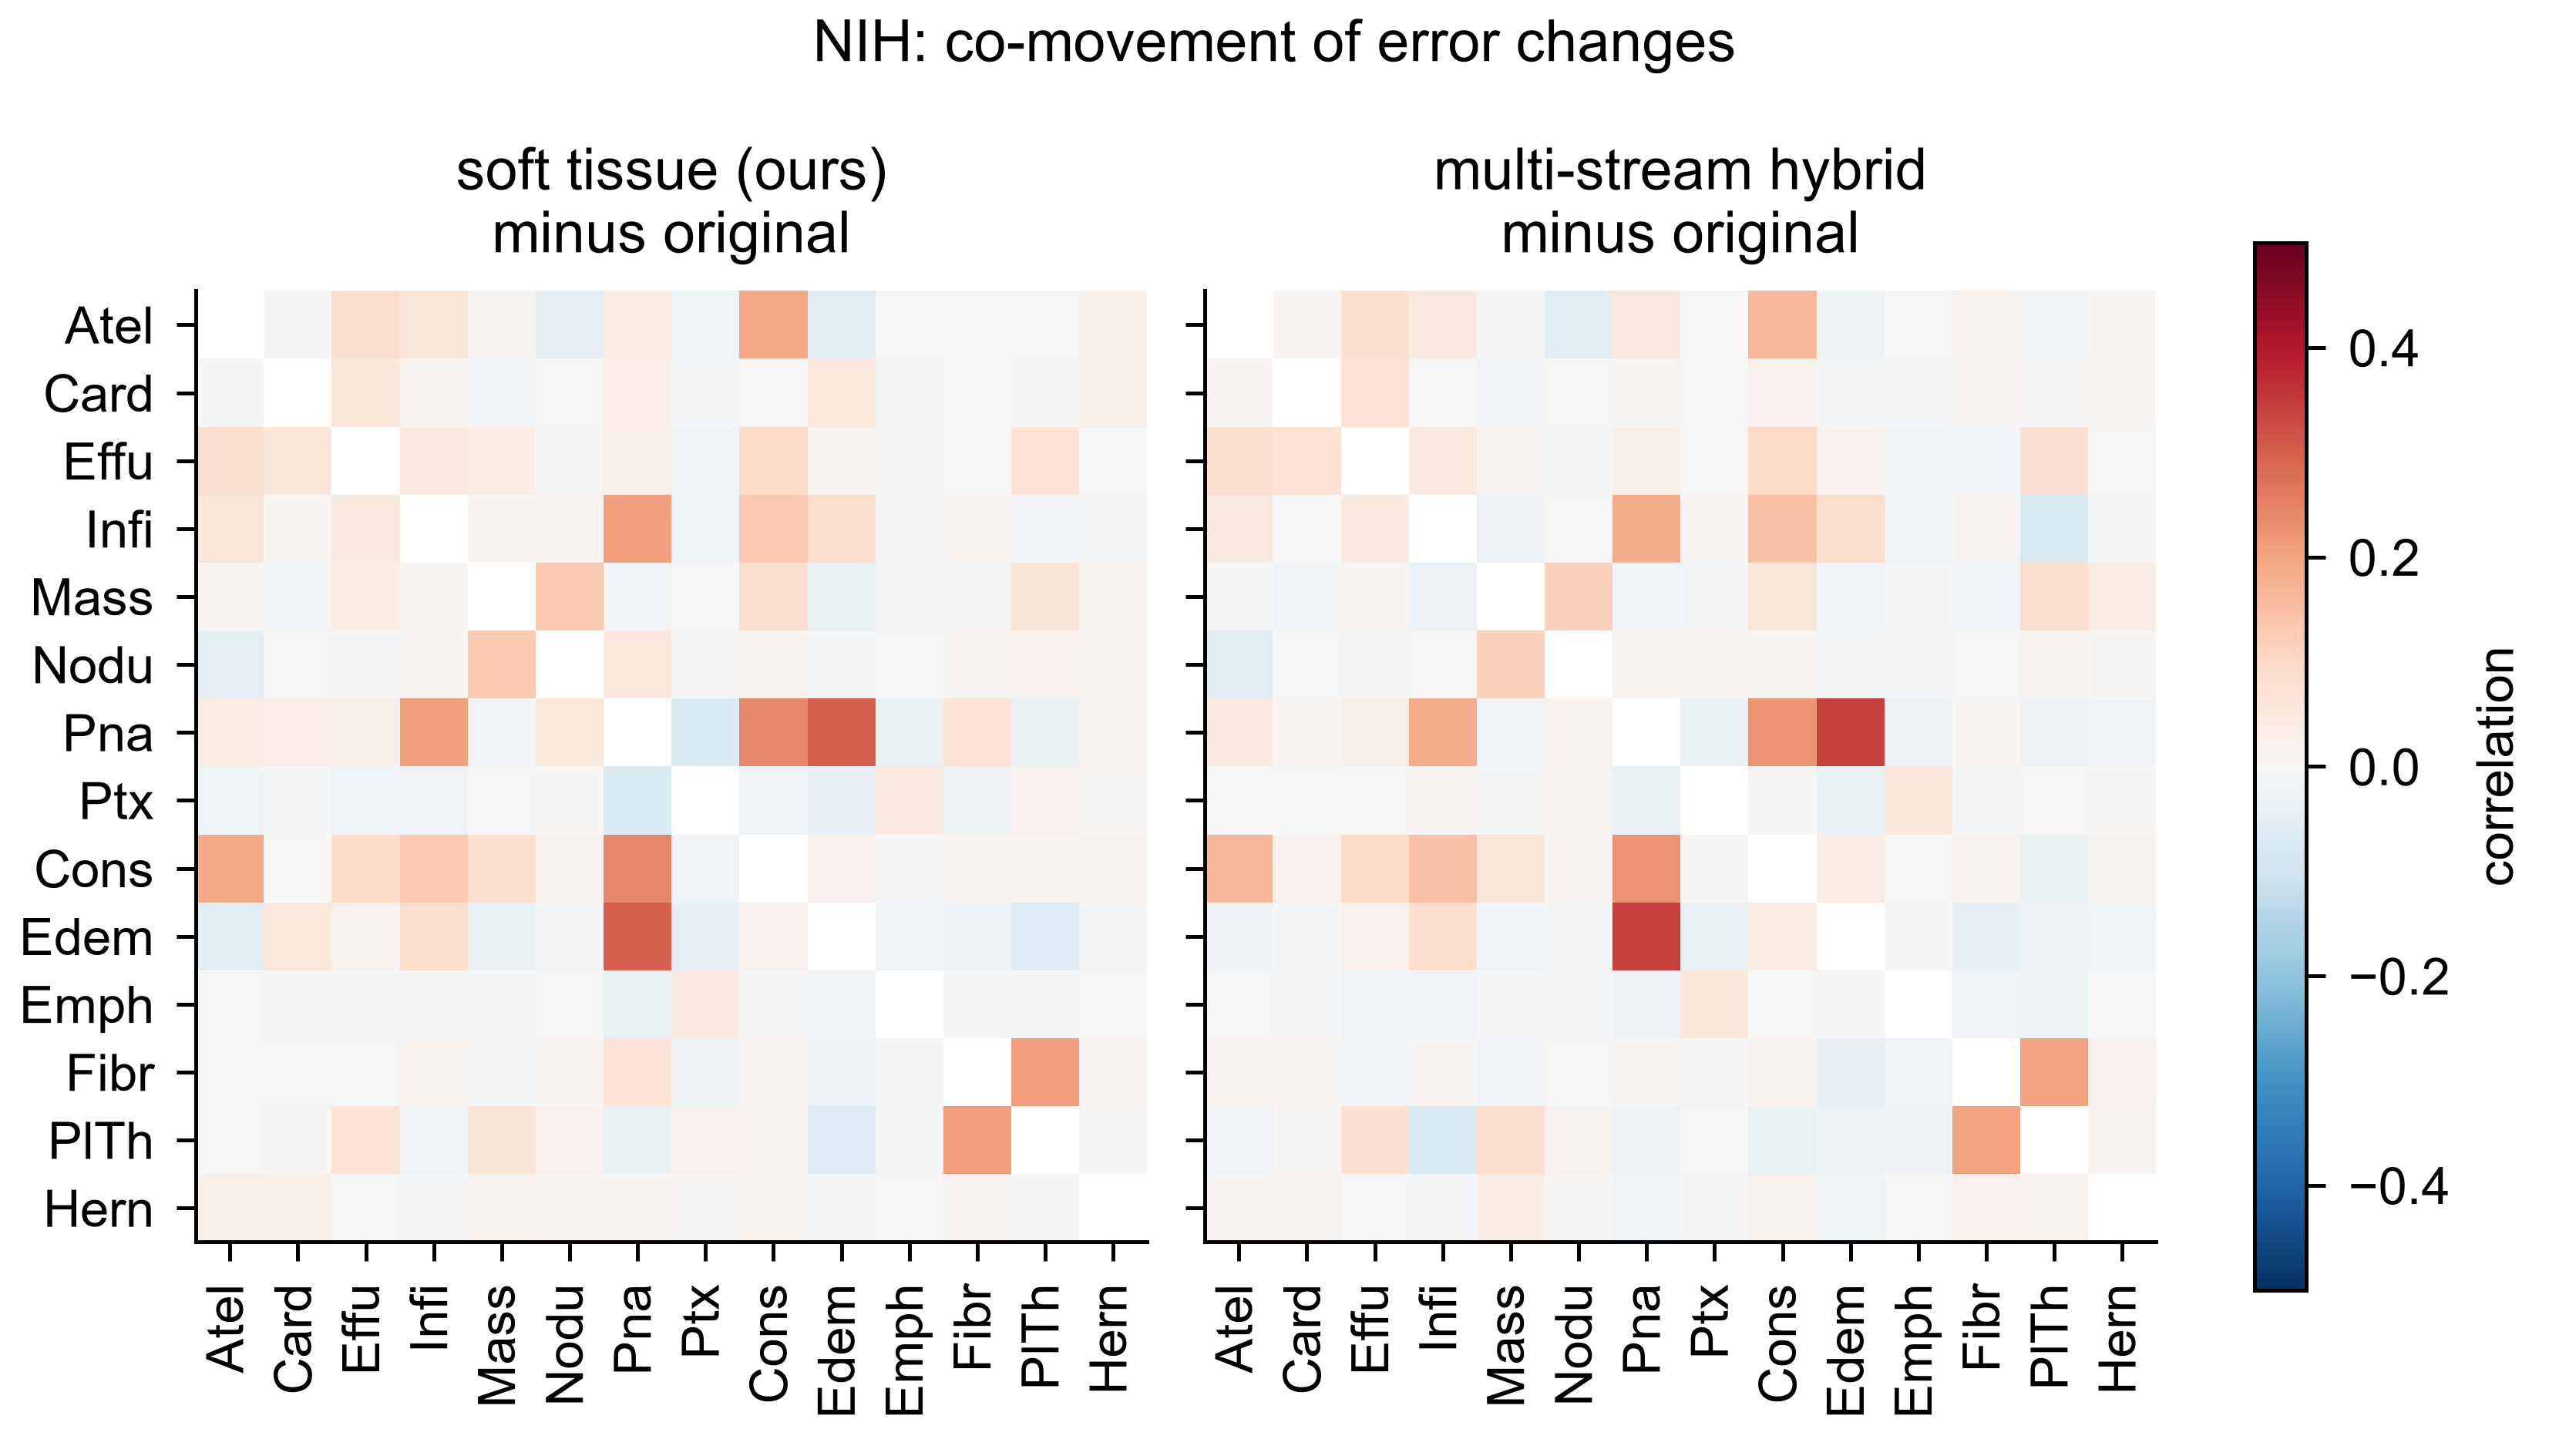 NIH: co-movement of error changes
soft tissue (ours)
minus original
multi-stream hybrid
minus original
Atel
Card
Effu
Infi
Mass
Nodu
Pna
Ptx
Cons
Edem
Emph
Fibr
PlTh
Hern
Atel
Card
Effu
Infi
Mass
Nodu
Pna
Ptx
Cons
Edem
Emph
Fibr
PlTh
Hern
Atel
Card
Effu
Infi
Mass
Nodu
Pna
Ptx
Cons
Edem
Emph
Fibr
PlTh
Hern
0.4
0.2
0.0
−0.2
−0.4
correlation